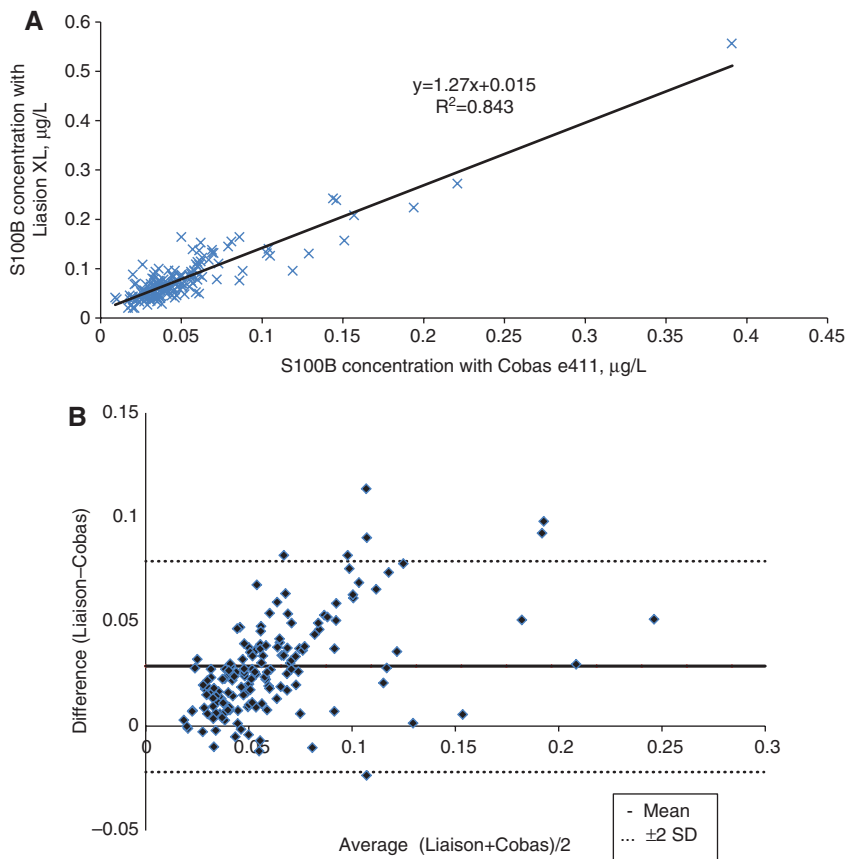 A
S100B concentration with
Liasion XL, µg/L
0.6
0.5
0.4
0.3
0.2
0.1
0
y=1.27x+0.015
R²=0.843
0 0.05 0.1 0.15 0.2 0.25 0.3 0.35 0.4 0.45
S100B concentration with Cobas e411, µg/L
B
Difference (Liaison–Cobas)
0.15
0.1
0.05
0
–0.05
0 0.05 0.1 0.15 0.2 0.25 0.3
Average (Liaison+Cobas)/2
- Mean
... ±2 SD